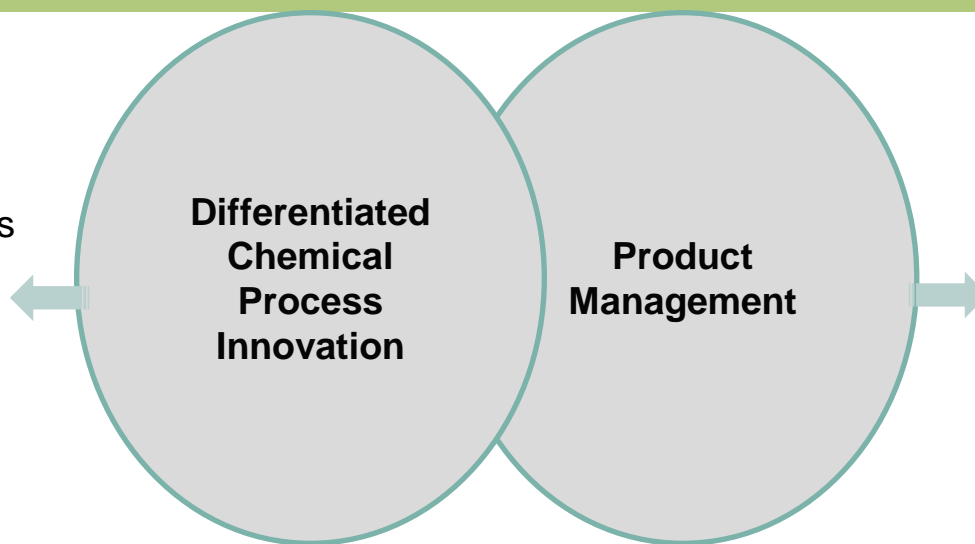 s
Differentiated
Chemical
Process
Innovation
Product
Management